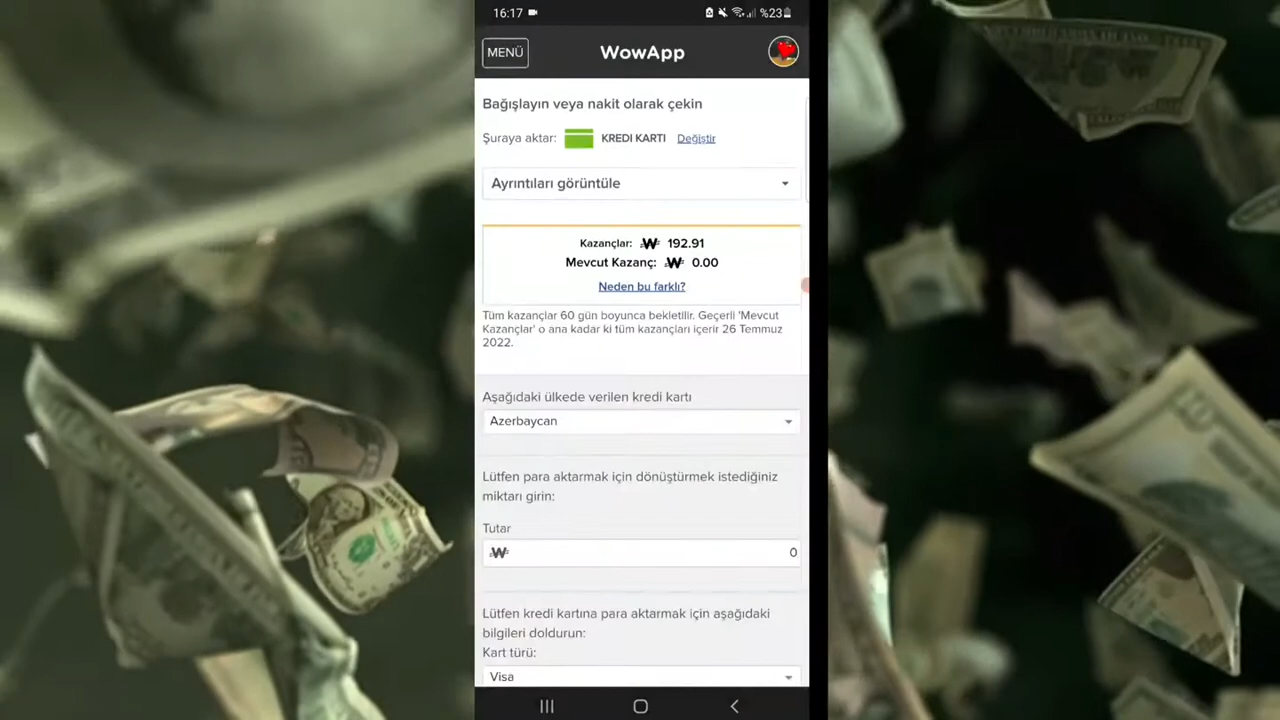 16:17
%23
MENÜ
WowApp
Bağışlayın veya nakit olarak çekin
Şuraya aktar: KREDI KARTI Değiştir
Ayrıntıları görüntüle
Kazançlar: W 192.91
Mevcut Kazanç: W 0.00
Neden bu farklı?
Tüm kazançlar 60 gün boyunca bekletilir. Geçerli 'Mevcut
Kazançlar' o ana kadar ki tüm kazançları içerir 26 Temmuz
2022.
Aşağıdaki ülkede verilen kredi kartı
Azerbaycan
Lütfen para aktarmak için dönüştürmek istediğiniz
miktarı girin:
Tutar
W 0
Lütfen kredi kartına para aktarmak için aşağıdaki
bilgileri doldurun:
Kart türü:
Visa